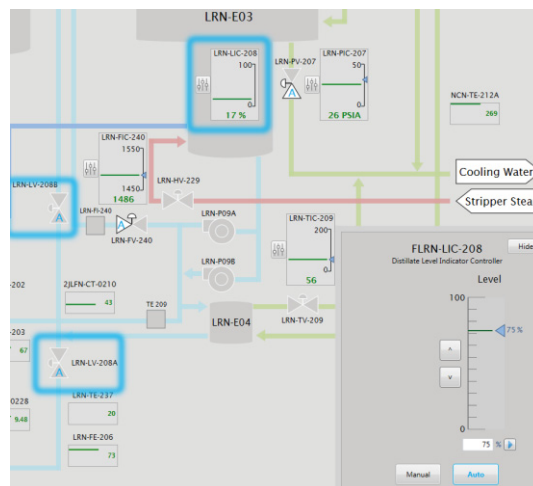 LRN-E03
LRN-LIC-208
100
0
17 %
LRN-PV-207
A
LRN-PIC-207
50
0
26 PSIA
NCN-TE-212A
269
LRN-FIC-240
1550
1450
1486
LRN-HV-229
Cooling Water
Stripper Stea
LRN-LV-208B
A
LRN-FI-240
A
LRN-FV-240
LRN-P09A
LRN-P09B
LRN-TIC-209
200
0
56
-202
2JLFN-CT-0210
43
TE 209
LRN-E04
LRN-TV-209
-203
67
A
LRN-LV-208A
0228
9.48
LRN-TE-237
20
LRN-FE-206
73
FLRN-LIC-208
Hide
Distillate Level Indicator Controller
Level
100
75 %
0
75 %
Manual
Auto